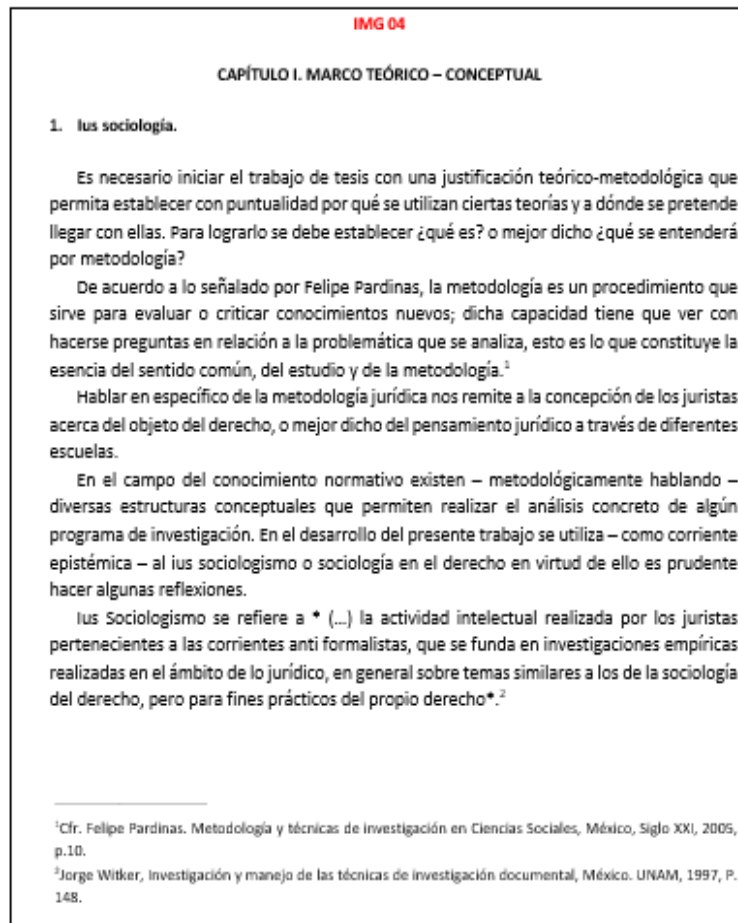 IMG 04
CAPÍTULO I. MARCO TEÓRICO – CONCEPTUAL
1. Ius sociología.
Es necesario iniciar el trabajo de tesis con una justificación teórico-metodológica que
permita establecer con puntualidad por qué se utilizan ciertas teorías y a dónde se pretende
llegar con ellas. Para lograrlo se debe establecer ¿qué es? o mejor dicho ¿qué se entenderá
por metodología?
De acuerdo a lo señalado por Felipe Pardinas, la metodología es un procedimiento que
sirve para evaluar o criticar conocimientos nuevos; dicha capacidad tiene que ver con
hacerse preguntas en relación a la problemática que se analiza, esto es lo que constituye la
esencia del sentido común, del estudio y de la metodología.¹
Hablar en específico de la metodología jurídica nos remite a la concepción de los juristas
acerca del objeto del derecho, o mejor dicho del pensamiento jurídico a través de diferentes
escuelas.
En el campo del conocimiento normativo existen – metodológicamente hablando –
diversas estructuras conceptuales que permiten realizar el análisis concreto de algún
programa de investigación. En el desarrollo del presente trabajo se utiliza – como corriente
epistémica – al ius sociologismo o sociología en el derecho en virtud de ello es prudente
hacer algunas reflexiones.
Ius Sociologismo se refiere a * (...) la actividad intelectual realizada por los juristas
pertenecientes a las corrientes anti formalistas, que se funda en investigaciones empíricas
realizadas en el ámbito de lo jurídico, en general sobre temas similares a los de la sociología
del derecho, pero para fines prácticos del propio derecho*.²
¹Cfr. Felipe Pardinas. Metodología y técnicas de investigación en Ciencias Sociales, México, Siglo XXI, 2005,
p.10.
²Jorge Witker, Investigación y manejo de las técnicas de investigación documental, México. UNAM, 1997, P.
148.